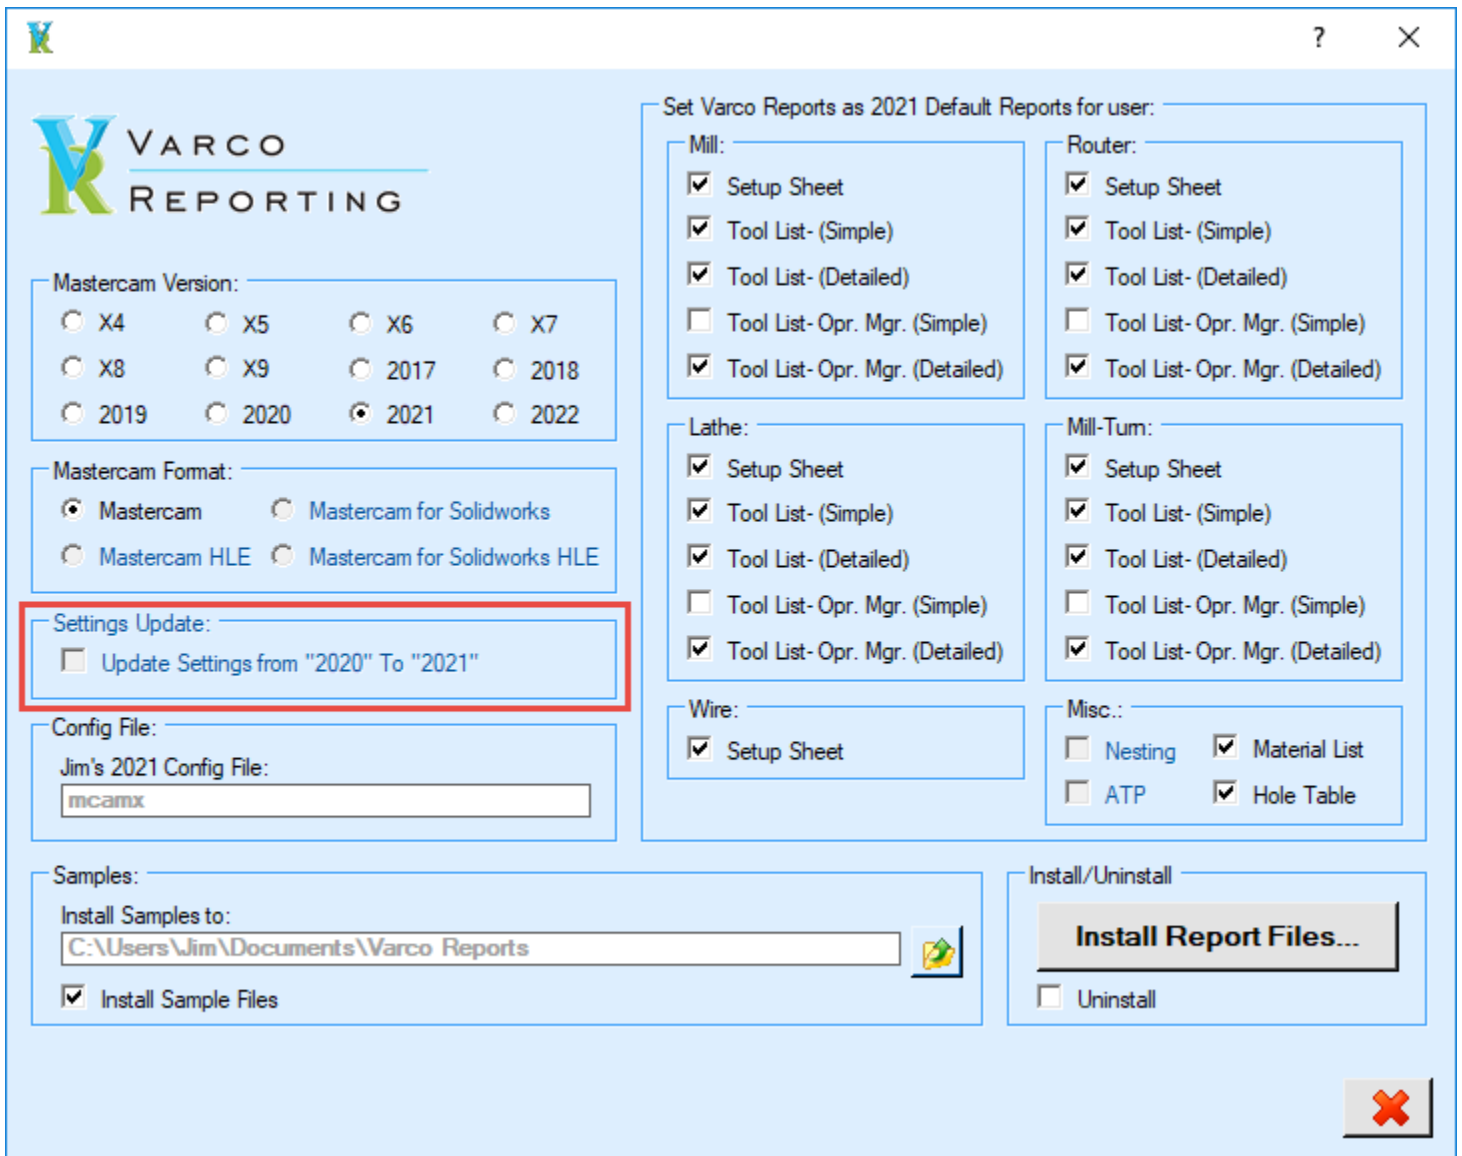 ?
VARCO
REPORTING
Mastercam Version:
X4 X5 X6 X7
X8 X9 2017 2018
2019 2020 2021 2022
Mastercam Format:
Mastercam Mastercam for Solidworks
Mastercam HLE Mastercam for Solidworks HLE
Settings Update:
Update Settings from "2020" To "2021"
Config File:
Jim's 2021 Config File:
mcamx
Set Varco Reports as 2021 Default Reports for user:
Mill:
Setup Sheet
Tool List- (Simple)
Tool List- (Detailed)
Tool List- Opr. Mgr. (Simple)
Tool List- Opr. Mgr. (Detailed)
Router:
Setup Sheet
Tool List- (Simple)
Tool List- (Detailed)
Tool List- Opr. Mgr. (Simple)
Tool List- Opr. Mgr. (Detailed)
Lathe:
Setup Sheet
Tool List- (Simple)
Tool List- (Detailed)
Tool List- Opr. Mgr. (Simple)
Tool List- Opr. Mgr. (Detailed)
Mill-Turn:
Setup Sheet
Tool List- (Simple)
Tool List- (Detailed)
Tool List- Opr. Mgr. (Simple)
Tool List- Opr. Mgr. (Detailed)
Wire:
Setup Sheet
Misc.:
Nesting Material List
ATP Hole Table
Samples:
Install Samples to:
C:\Users\Jim\Documents\Varco Reports
Install Sample Files
Install/Uninstall
Install Report Files...
Uninstall